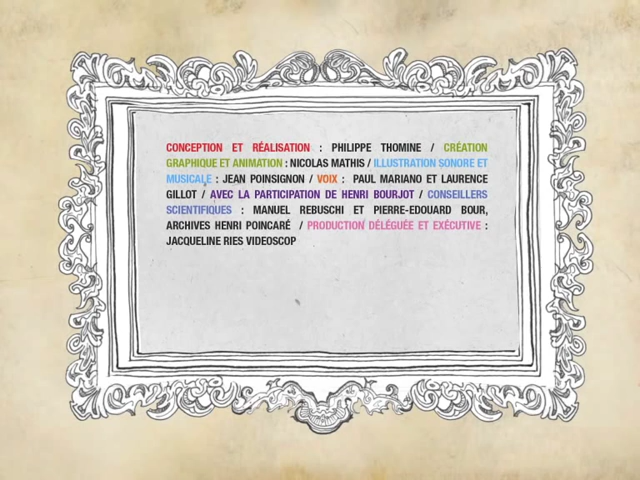 CONCEPTION ET RÉALISATION : PHILIPPE THOMINE / CRÉATION
GRAPHIQUE ET ANIMATION : NICOLAS MATHIS / ILLUSTRATION SONORE ET
MUSICALE : JEAN POINSIGNON / VOIX : PAUL MARIANO ET LAURENCE
GILLOT / AVEC LA PARTICIPATION DE HENRI BOURJOT / CONSEILLERS
SCIENTIFIQUES : MANUEL REBUSCHI ET PIERRE-EDOUARD BOUR,
ARCHIVES HENRI POINCARÉ / PRODUCTION DÉLÉGUÉE ET EXÉCUTIVE :
JACQUELINE RIES VIDEOSCOP